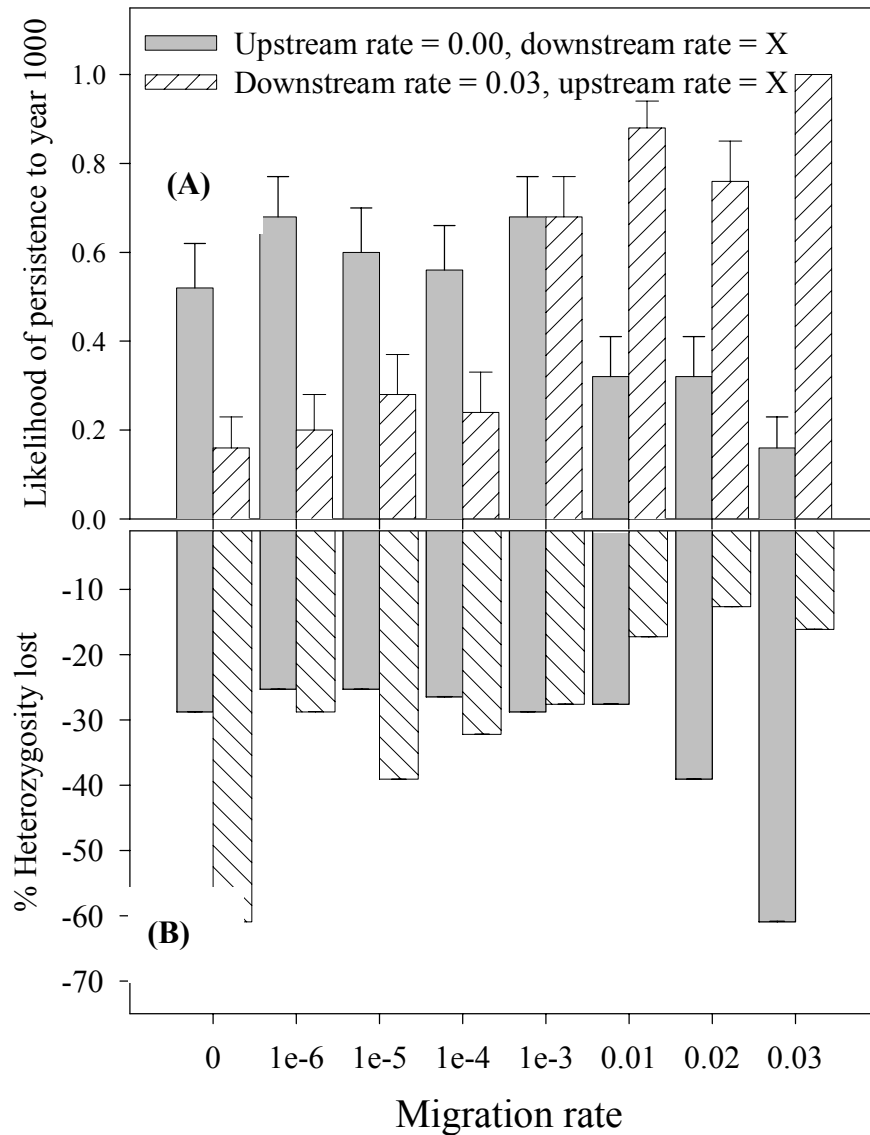 Upstream rate = 0.00, downstream rate = X
Downstream rate = 0.03, upstream rate = X
Likelihood of persistence to year 1000
1.0
0.8
0.6
0.4
0.2
0.0
(A)
% Heterozygosity lost
-10
-20
-30
-40
-50
-60
-70
(B)
0 1e-6 1e-5 1e-4 1e-3 0.01 0.02 0.03
Migration rate